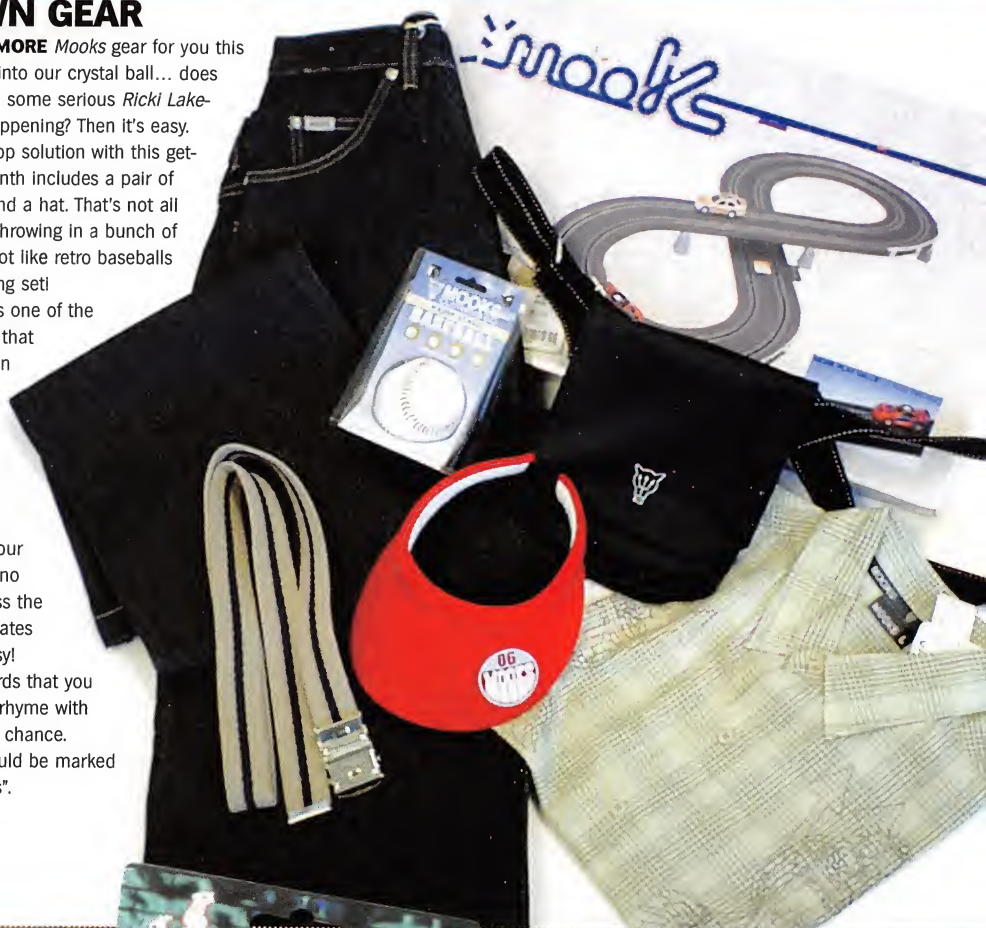 WN GEAR
MORE Mooks gear for you this
into our crystal ball... does
some serious Ricki Lake-
ppening? Then it's easy.
op solution with this get-
nth includes a pair of
nd a hat. That's not all
hrowing in a bunch of
ot like retro baseballs
ng set!
s one of the
that
n
our
no
ss the
ates
sy!
rds that you
rhyme with
chance.
uld be marked
s".
mooks
MOOKS
OG